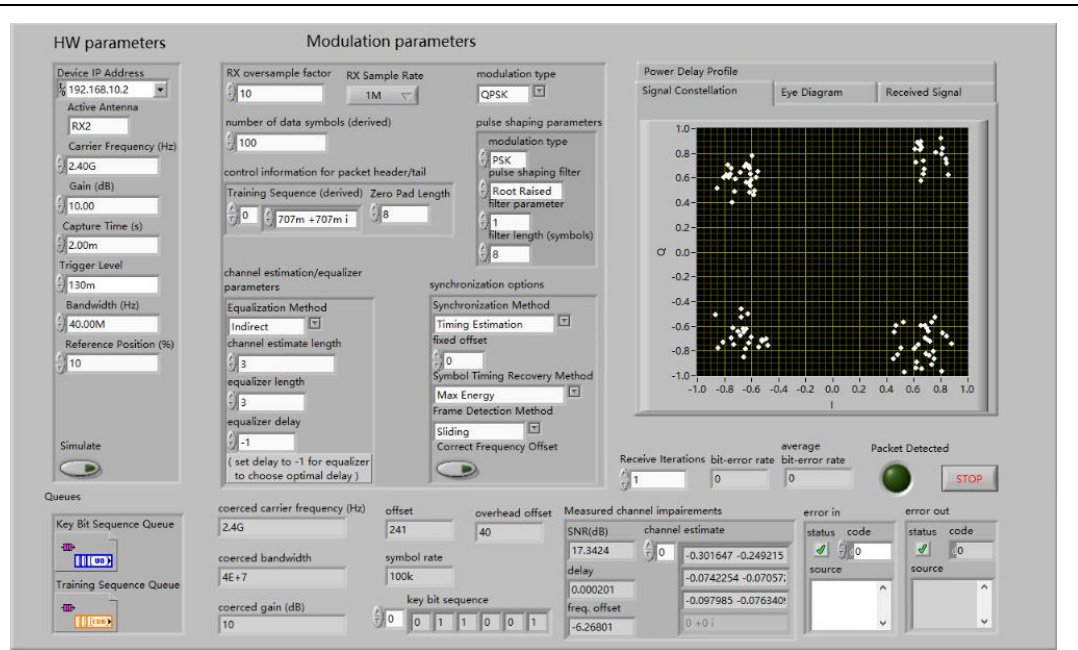 HW parameters
Modulation parameters
Device IP Address
192.168.10.2
Active Antenna
RX2
Carrier Frequency (Hz)
2.40G
Gain (dB)
10.00
Capture Time (s)
2.00m
Trigger Level
130m
Bandwidth (Hz)
40.00M
Reference Position (%)
10
Simulate
RX oversample factor
10
RX Sample Rate
1M
modulation type
QPSK
number of data symbols (derived)
100
control information for packet header/tail
Training Sequence (derived) Zero Pad Length
0 707m +707m i 8
pulse shaping parameters
modulation type
PSK
pulse shaping filter
Root Raised
filter parameter
1
filter length (symbols)
8
channel estimation/equalizer
parameters
Equalization Method
Indirect
channel estimate length
3
equalizer length
3
equalizer delay
-1
( set delay to -1 for equalizer
to choose optimal delay )
synchronization options
Synchronization Method
Timing Estimation
fixed offset
0
Symbol Timing Recovery Method
Max Energy
Frame Detection Method
Sliding
Correct Frequency Offset
Power Delay Profile
Signal Constellation Eye Diagram Received Signal
1.0
0.8
0.6
0.4
0.2
0.0
-0.2
-0.4
-0.6
-0.8
-1.0
Q
-1.0 -0.8 -0.6 -0.4 -0.2 0.0 0.2 0.4 0.6 0.8 1.0
I
Receive Iterations
1
bit-error rate
0
average
bit-error rate
0
Packet Detected
STOP
Queues
Key Bit Sequence Queue
Training Sequence Queue
coerced carrier frequency (Hz)
2.4G
coerced bandwidth
4E+7
coerced gain (dB)
10
offset
241
overhead offset
40
symbol rate
100k
key bit sequence
0 0 1 1 0 0 1
Measured channel impairements
SNR(dB)
17.3424
delay
0.000201
freq. offset
-6.26801
channel estimate
0
-0.301647 -0.249215
-0.0742254 -0.07057
-0.097985 -0.076340
0 +0 i
error in
status code
0
source
error out
status code
0
source